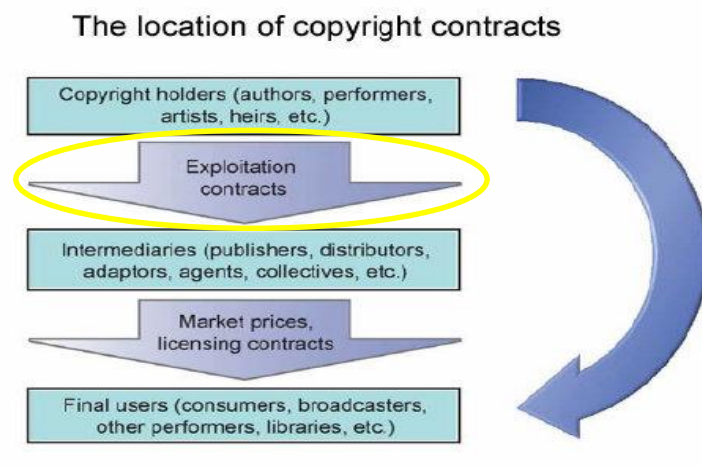 The location of copyright contracts
Copyright holders (authors, performers,
artists, heirs, etc.)
Exploitation
contracts
Intermediaries (publishers, distributors,
adaptors, agents, collectives, etc.)
Market prices,
licensing contracts
Final users (consumers, broadcasters,
other performers, libraries, etc.)